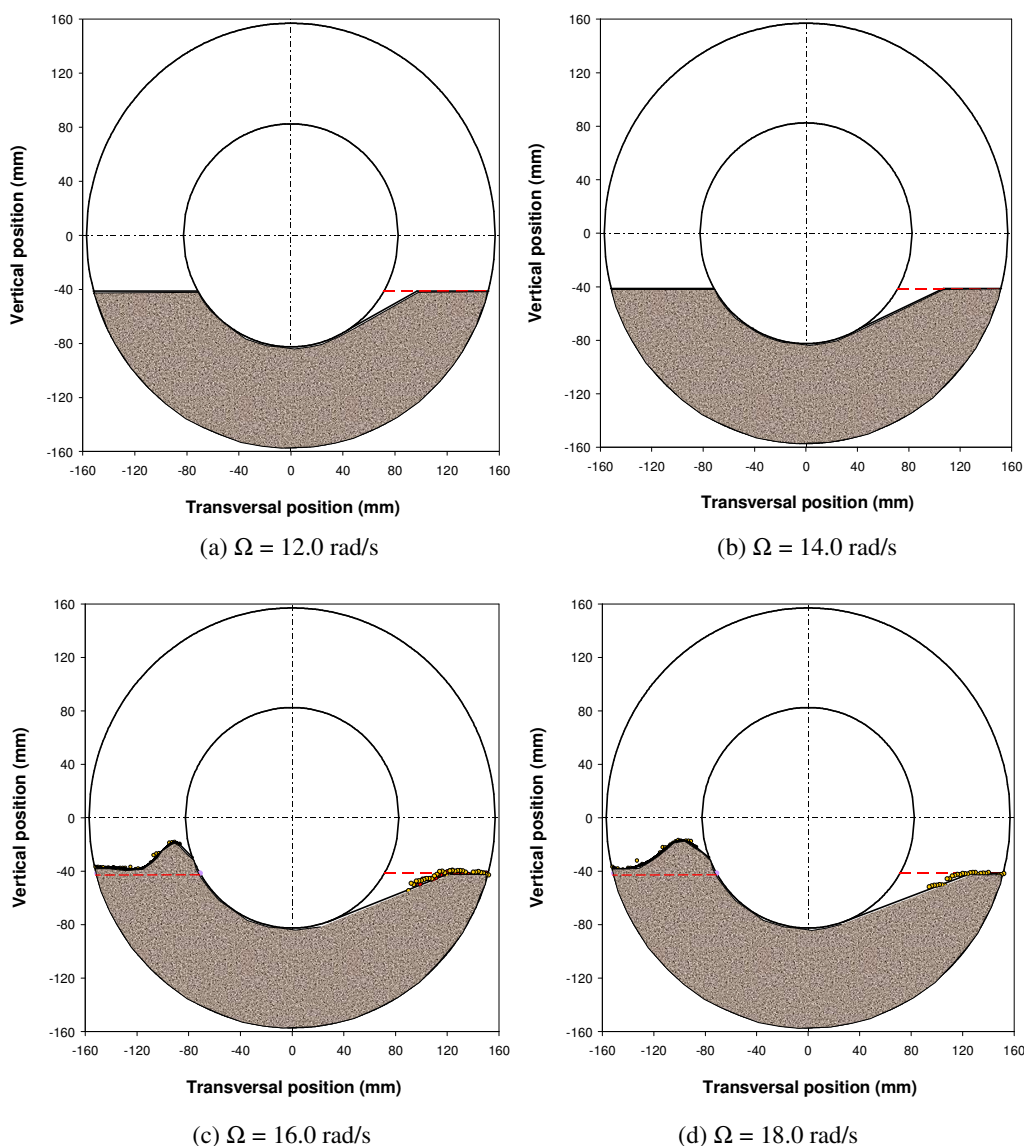 160
120
80
40
0
-40
-80
-120
-160
-160 -120 -80 -40 0 40 80 120 160
Vertical position (mm)
Transversal position (mm)
(a) Ω = 12.0 rad/s
160
120
80
40
0
-40
-80
-120
-160
-160 -120 -80 -40 0 40 80 120 160
Vertical position (mm)
Transversal position (mm)
(b) Ω = 14.0 rad/s
160
120
80
40
0
-40
-80
-120
-160
-160 -120 -80 -40 0 40 80 120 160
Vertical position (mm)
Transversal position (mm)
(c) Ω = 16.0 rad/s
160
120
80
40
0
-40
-80
-120
-160
-160 -120 -80 -40 0 40 80 120 160
Vertical position (mm)
Transversal position (mm)
(d) Ω = 18.0 rad/s